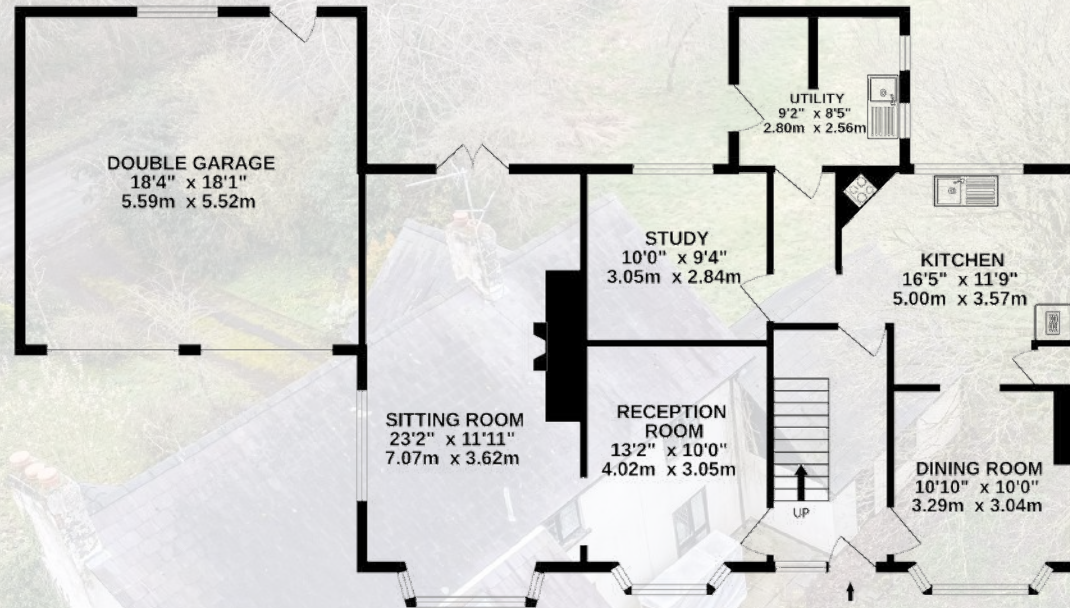 UTILITY
9'2" x 8'5"
2.80m x 2.56m
DOUBLE GARAGE
18'4" x 18'1"
5.59m x 5.52m
STUDY
10'0" x 9'4"
3.05m x 2.84m
KITCHEN
16'5" x 11'9"
5.00m x 3.57m
SITTING ROOM
23'2" x 11'11"
7.07m x 3.62m
RECEPTION
ROOM
13'2" x 10'0"
4.02m x 3.05m
DINING ROOM
10'10" x 10'0"
3.29m x 3.04m
UP